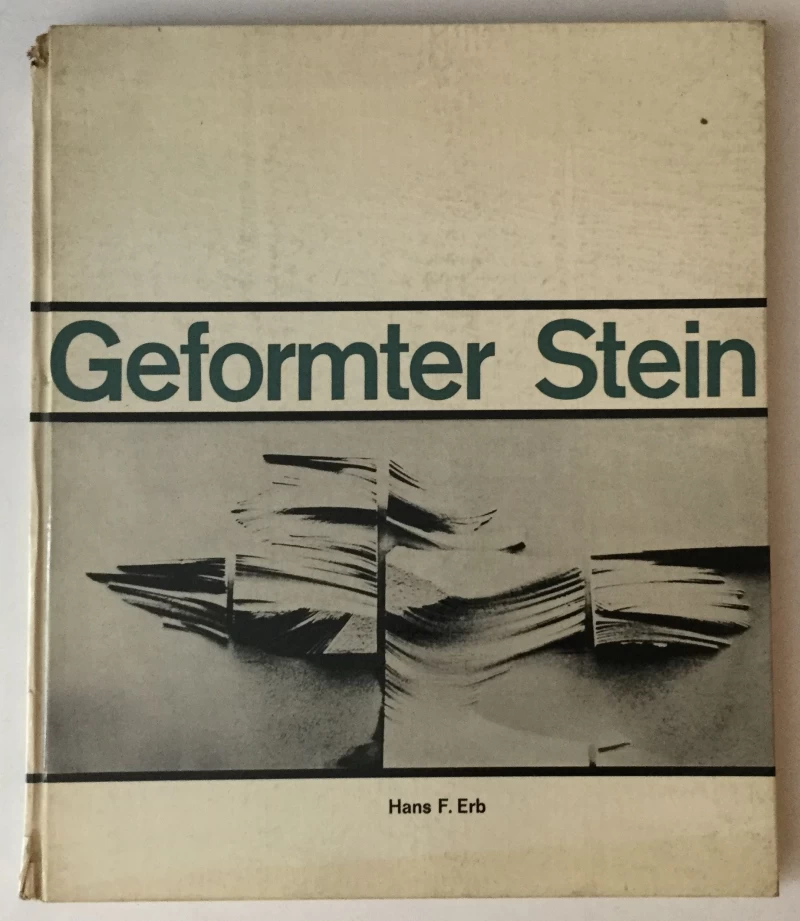 Geformter Stein
Hans F. Erb